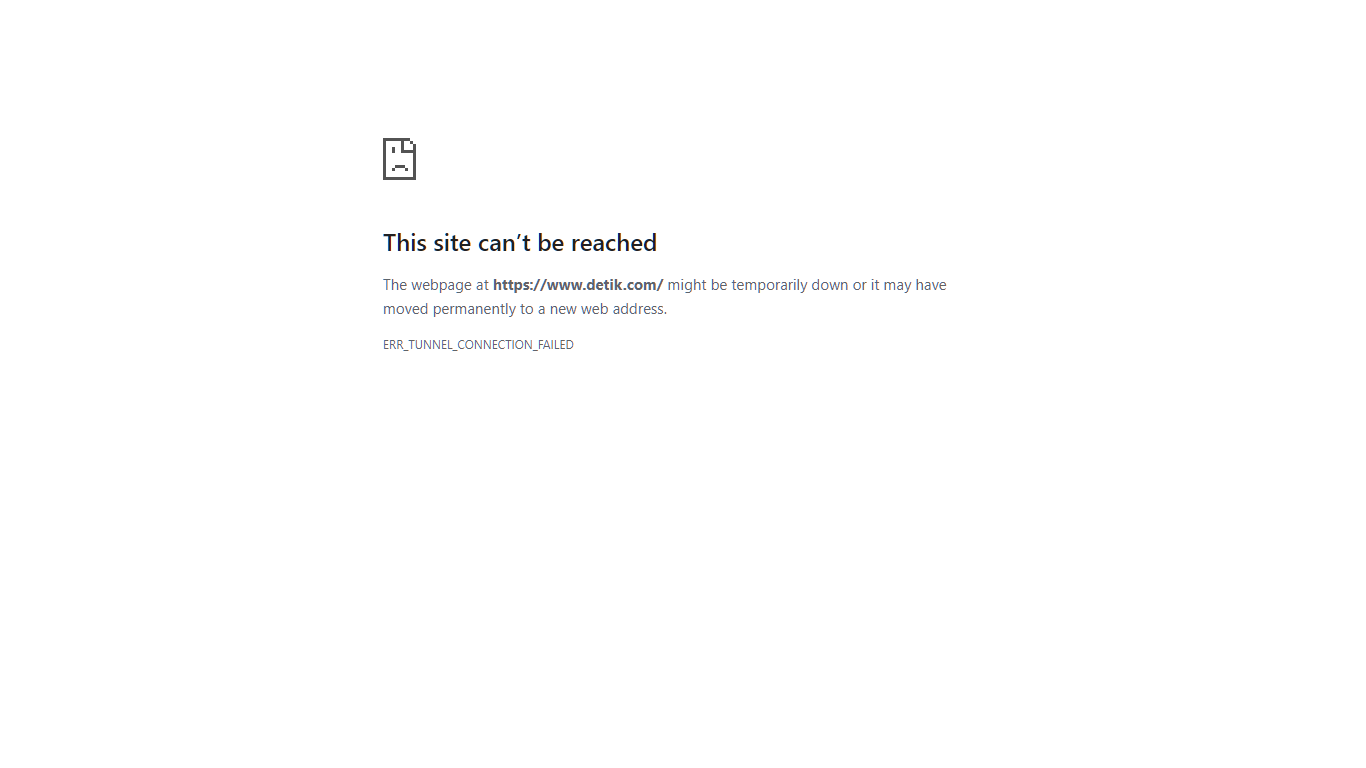 This site can’t be reached
The webpage at https://www.detik.com/ might be temporarily down or it may have
moved permanently to a new web address.
ERR_TUNNEL_CONNECTION_FAILED